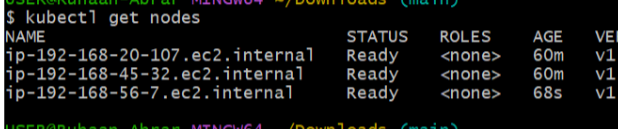 USER@Ruhaan-Abrar MINGW64 ~/Downloads (main)
$ kubectl get nodes
NAME STATUS ROLES AGE VE
ip-192-168-20-107.ec2.internal Ready <none> 60m v1
ip-192-168-45-32.ec2.internal Ready <none> 60m v1
ip-192-168-56-7.ec2.internal Ready <none> 68s v1
USER@Ruhaan-Abrar MINGW64 ~/Downloads (main)